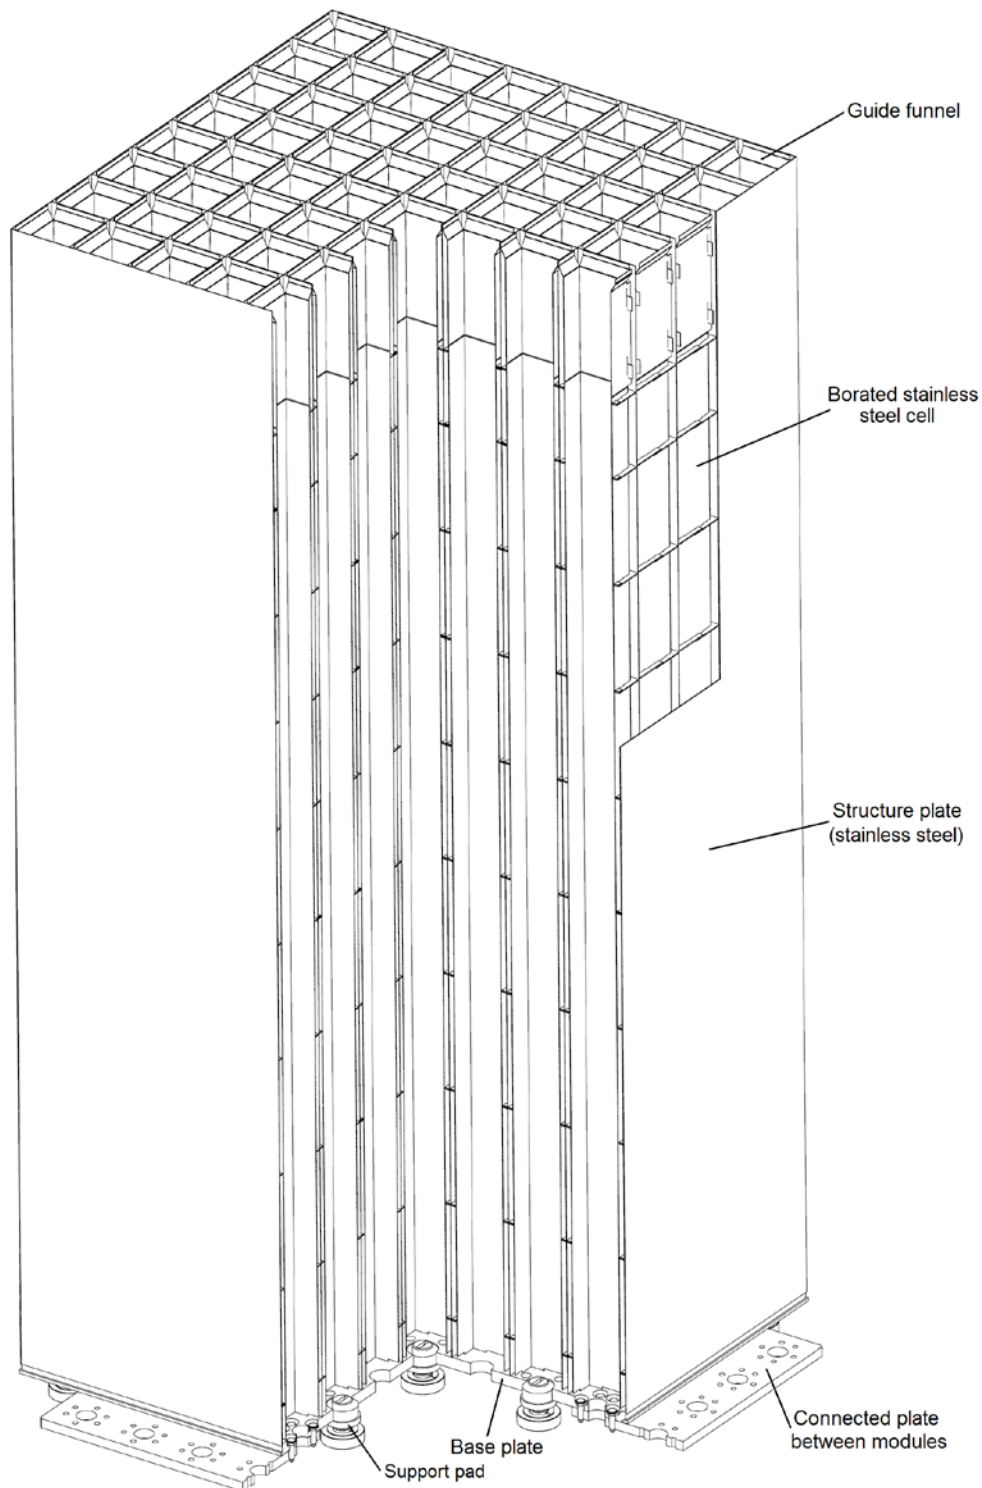 Guide funnel
Borated stainless
steel cell
Structure plate
(stainless steel)
Connected plate
between modules
Base plate
Support pad